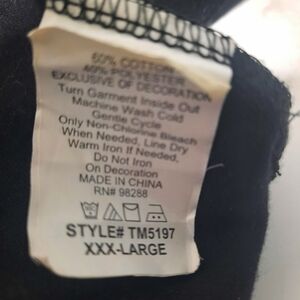 60% COTTON
40% POLYESTER
EXCLUSIVE OF DECORATION
Turn Garment Inside Out
Machine Wash Cold
Gentle Cycle
Only Non-Chlorine Bleach
When Needed, Line Dry
Warm Iron If Needed,
Do Not Iron
On Decoration
MADE IN CHINA
RN# 98288
STYLE# TM5197
XXX-LARGE